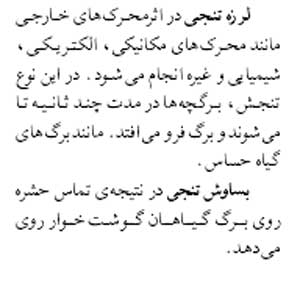 لرزه تنجی در اثرمحرک‌های خارجی
مانند محرک‌های مکانیکی، الکتریکی،
شیمیایی و غیره انجام می‌شود. در این نوع
تنجش، برگچه‌ها در مدت چند ثانیه تا
می‌شوند و برگ فرو می‌افتد. مانند برگ‌های
گیاه حساس.
بساوش تنجی در نتیجه‌ی تماس حشره
روی برگ گیاهان گوشت خوار روی
می‌دهد.